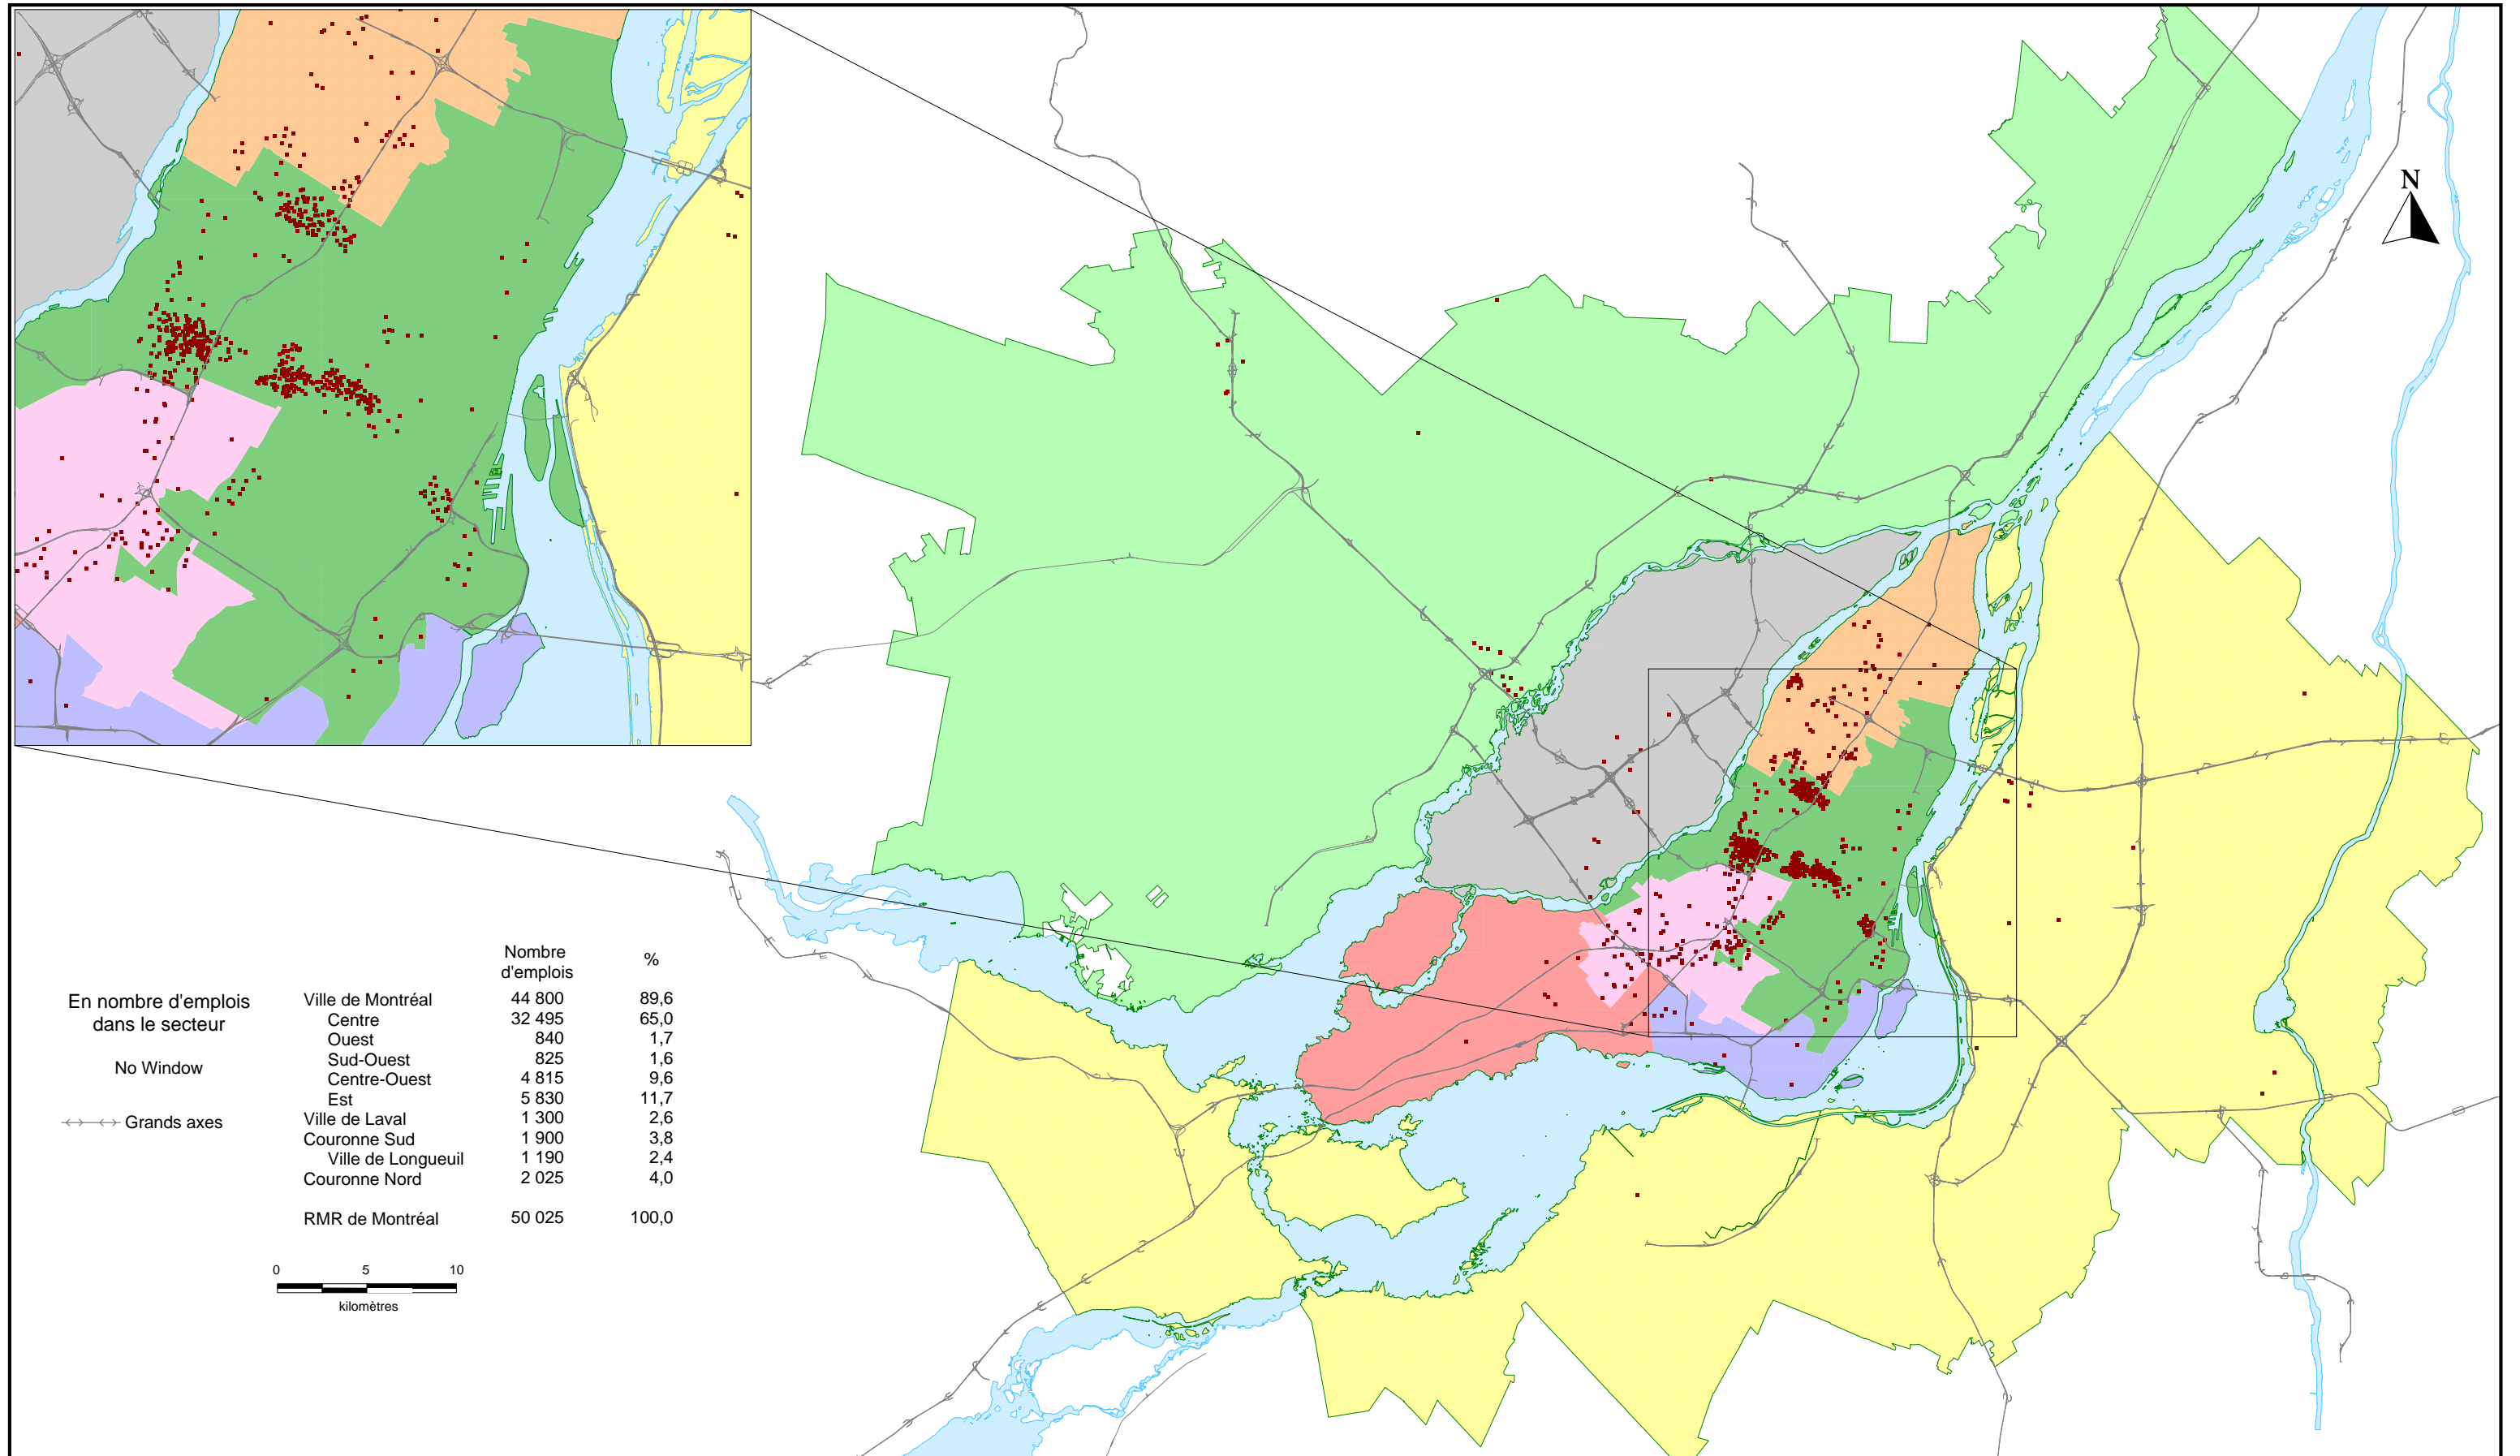 N
Nombre
d'emplois
%
En nombre d'emplois
dans le secteur
No Window
Grands axes
Ville de Montréal 44 800 89,6
Centre 32 495 65,0
Ouest 840 1,7
Sud-Ouest 825 1,6
Centre-Ouest 4 815 9,6
Est 5 830 11,7
Ville de Laval 1 300 2,6
Couronne Sud 1 900 3,8
Ville de Longueuil 1 190 2,4
Couronne Nord 2 025 4,0
RMR de Montréal 50 025 100,0
0 5 10
kilomètres